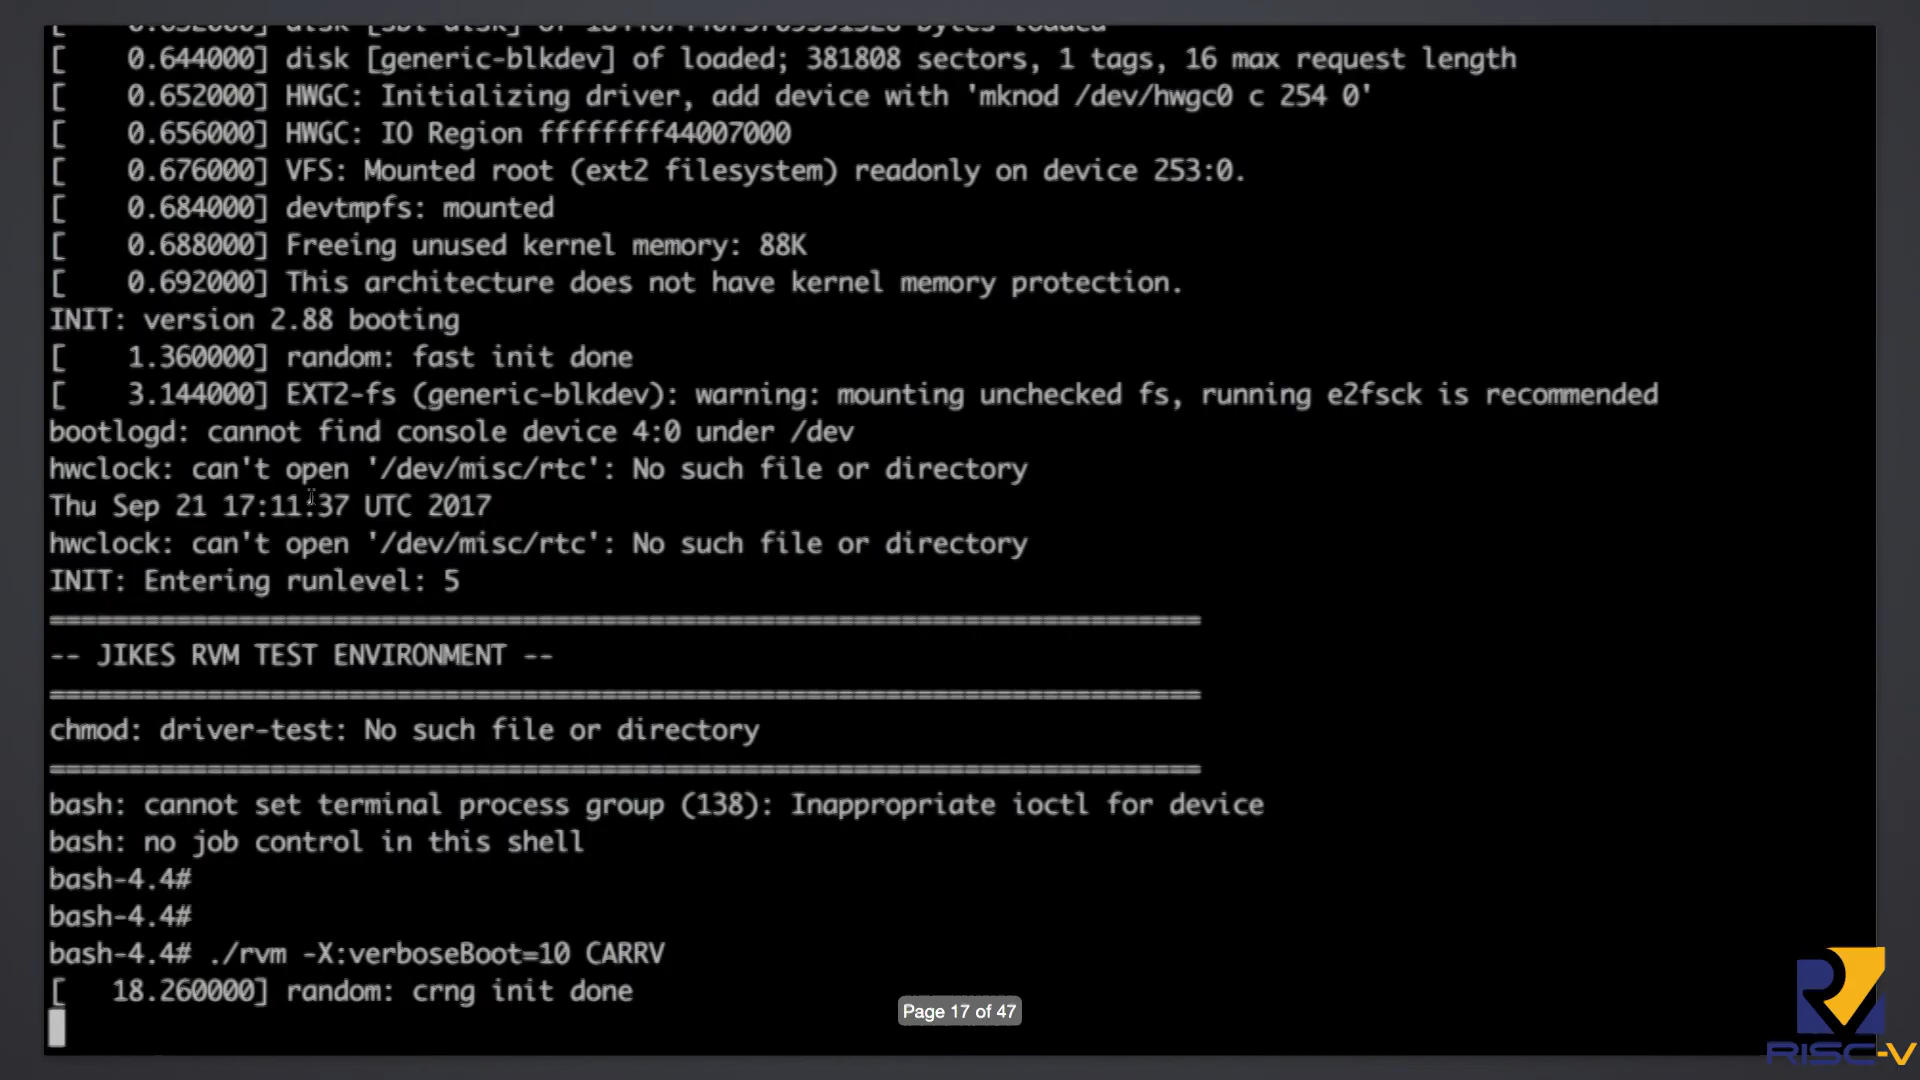 [    0.644000] disk [generic-blkdev] of loaded; 381808 sectors, 1 tags, 16 max request length
[    0.652000] HWGC: Initializing driver, add device with 'mknod /dev/hwgc0 c 254 0'
[    0.656000] HWGC: IO Region ffffffff44007000
[    0.676000] VFS: Mounted root (ext2 filesystem) readonly on device 253:0.
[    0.684000] devtmpfs: mounted
[    0.688000] Freeing unused kernel memory: 88K
[    0.692000] This architecture does not have kernel memory protection.
INIT: version 2.88 booting
[    1.360000] random: fast init done
[    3.144000] EXT2-fs (generic-blkdev): warning: mounting unchecked fs, running e2fsck is recommended
bootlogd: cannot find console device 4:0 under /dev
hwclock: can't open '/dev/misc/rtc': No such file or directory
Thu Sep 21 17:11:37 UTC 2017
hwclock: can't open '/dev/misc/rtc': No such file or directory
INIT: Entering runlevel: 5
=========================================================================
-- JIKES RVM TEST ENVIRONMENT --
=========================================================================
chmod: driver-test: No such file or directory
=========================================================================
bash: cannot set terminal process group (138): Inappropriate ioctl for device
bash: no job control in this shell
bash-4.4#
bash-4.4#
bash-4.4# ./rvm -X:verboseBoot=10 CARRV
[   18.260000] random: crng init done
Page 17 of 47
RISC-V